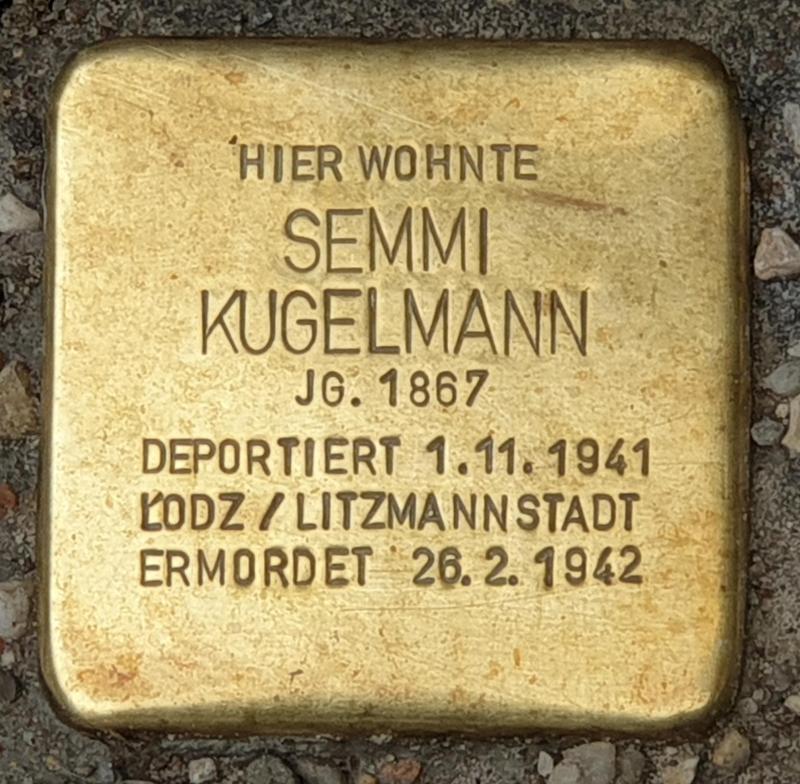 HIER WOHNTE
SEMMI
KUGELMANN
JG. 1867
DEPORTIERT 1.11.1941
ŁODZ / LITZMANNSTADT
ERMORDET 26.2.1942